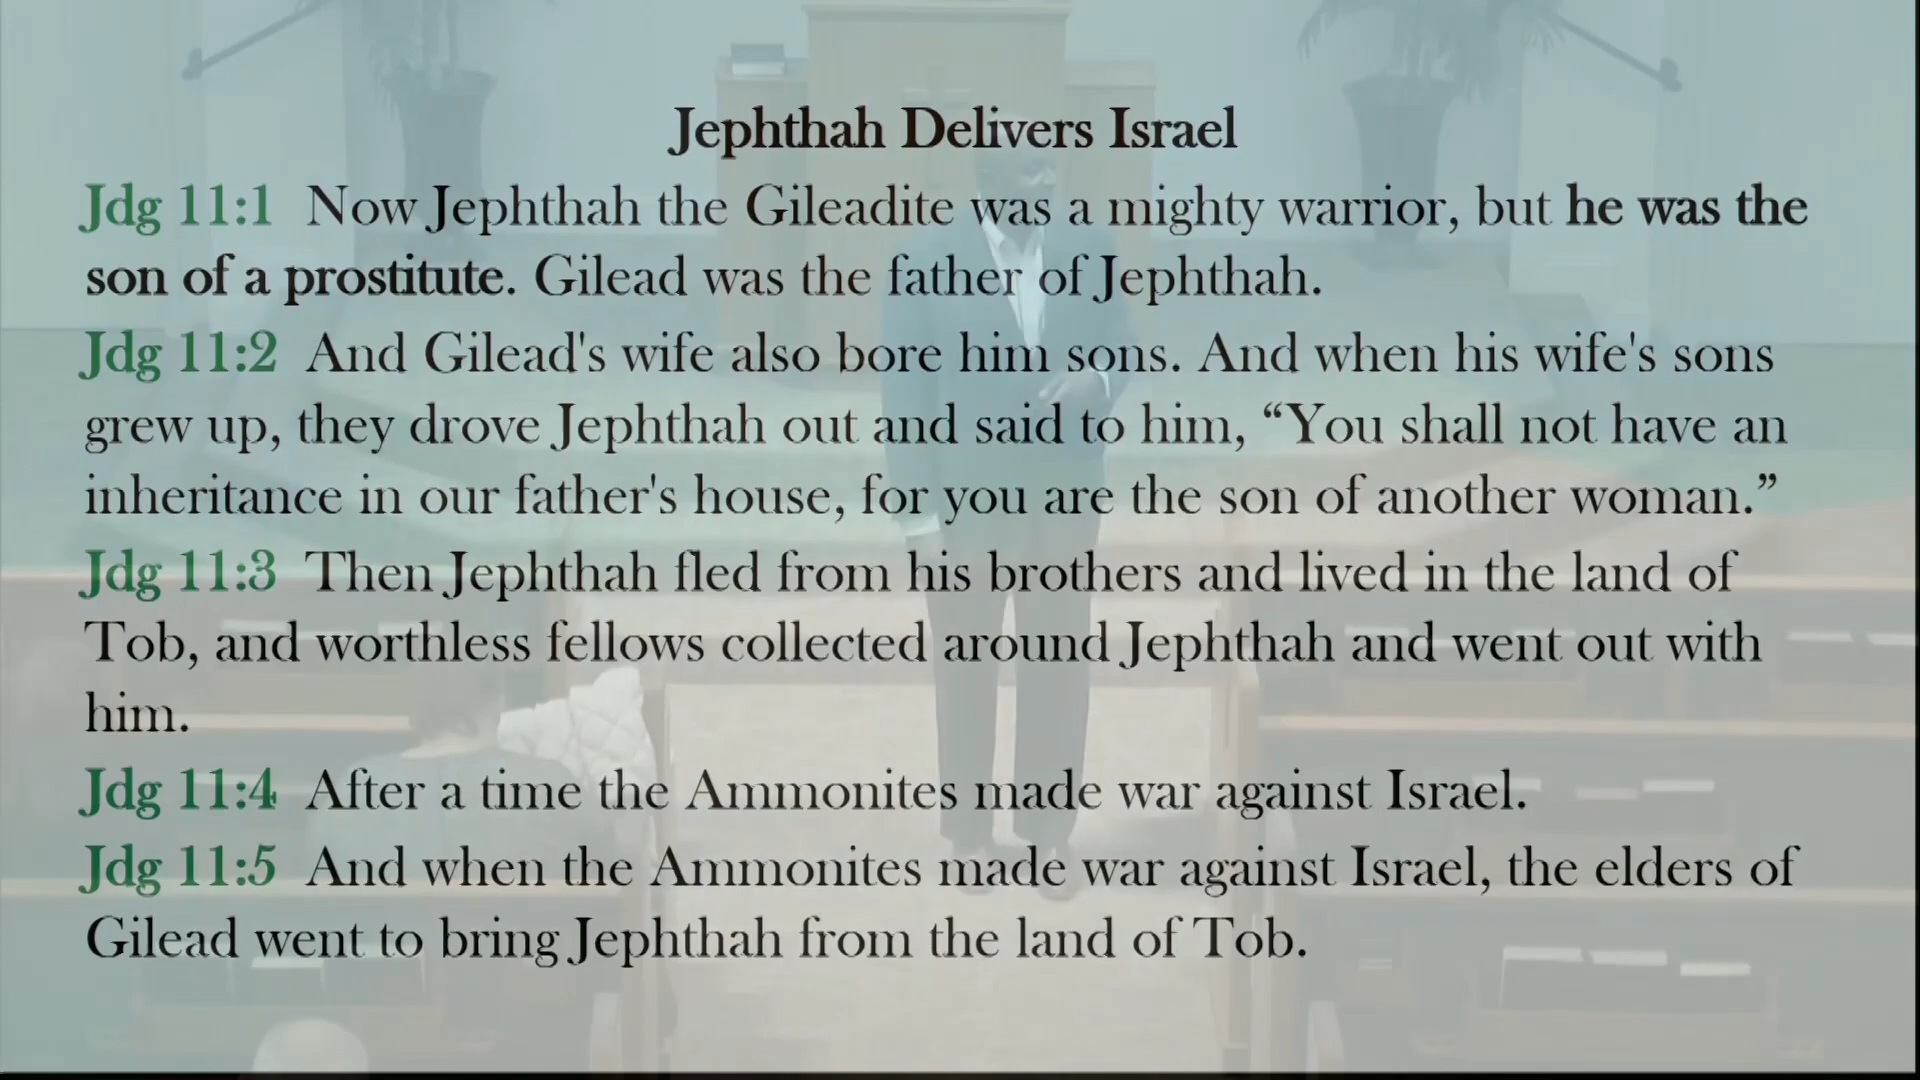 Jephthah Delivers Israel
Jdg 11:1 Now Jephthah the Gileadite was a mighty warrior, but he was the
son of a prostitute. Gilead was the father of Jephthah.
Jdg 11:2 And Gilead's wife also bore him sons. And when his wife's sons
grew up, they drove Jephthah out and said to him, “You shall not have an
inheritance in our father's house, for you are the son of another woman.”
Jdg 11:3 Then Jephthah fled from his brothers and lived in the land of
Tob, and worthless fellows collected around Jephthah and went out with
him.
Jdg 11:4 After a time the Ammonites made war against Israel.
Jdg 11:5 And when the Ammonites made war against Israel, the elders of
Gilead went to bring Jephthah from the land of Tob.